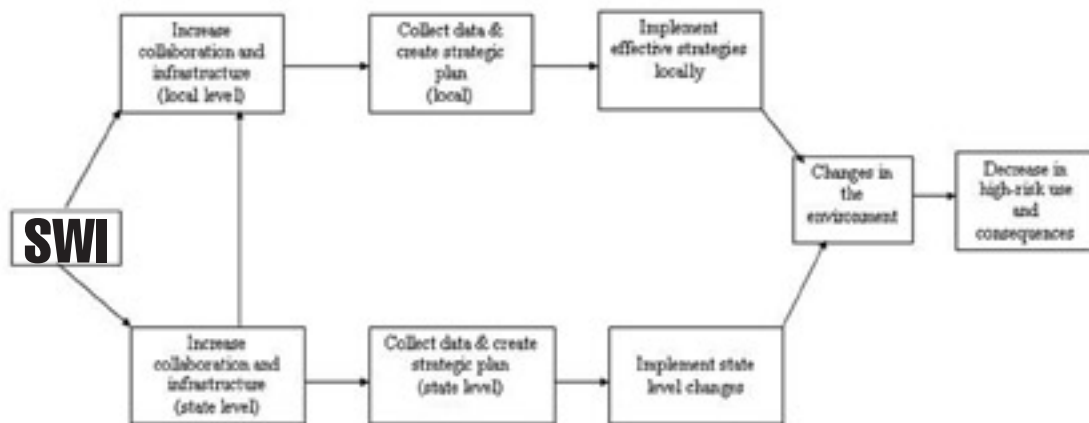 Increase
collaboration and
infrastructure
(local level)
Collect data &
create strategic
plan
(local)
Implement
effective strategies
locally
SWI
Changes in
the
environment
Decrease in
high-risk use
and
consequences
Increase
collaboration and
infrastructure
(state level)
Collect data & create
strategic plan
(state level)
Implement state
level changes